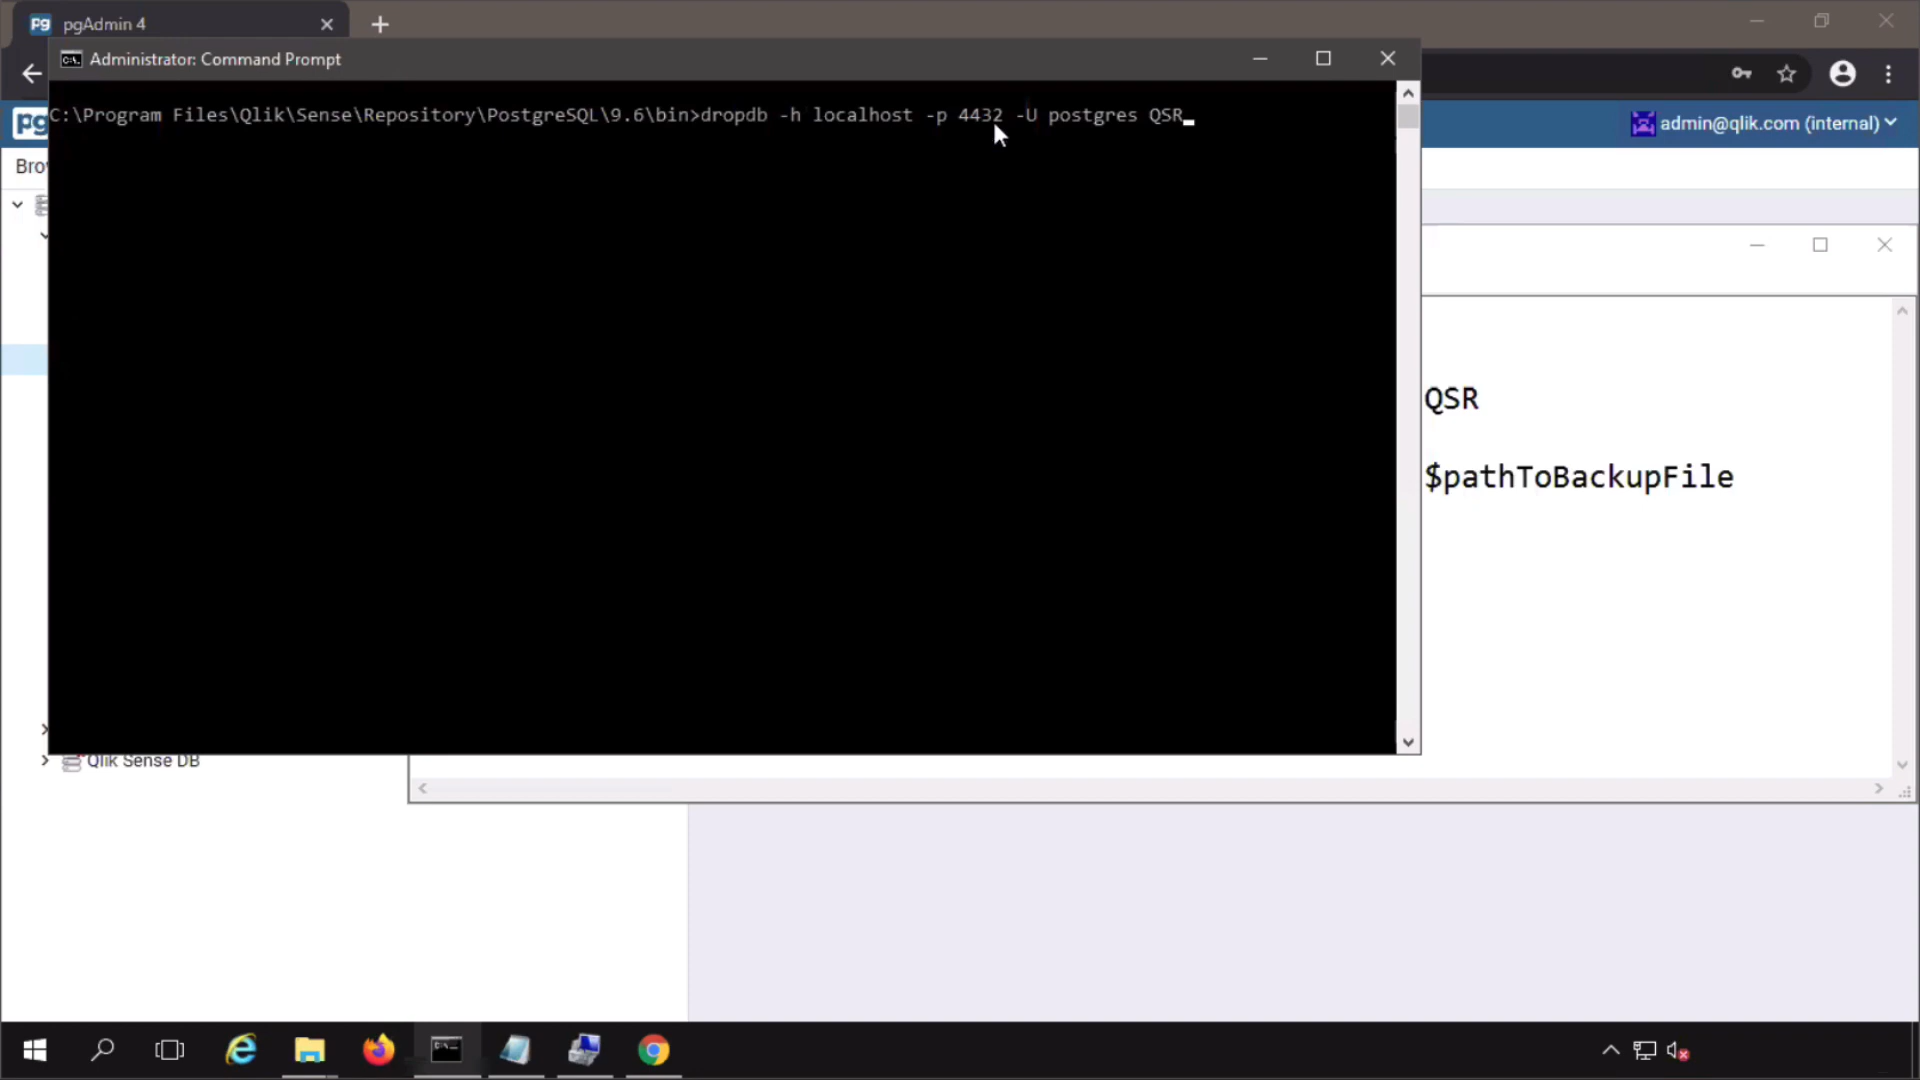 pgAdmin 4
Administrator: Command Prompt
C:\Program Files\Qlik\Sense\Repository\PostgreSQL\9.6\bin>dropdb -h localhost -p 4432 -U postgres QSR
pg
admin@qlik.com (internal)
Bro
QSR
$pathToBackupFile
Qlik Sense DB